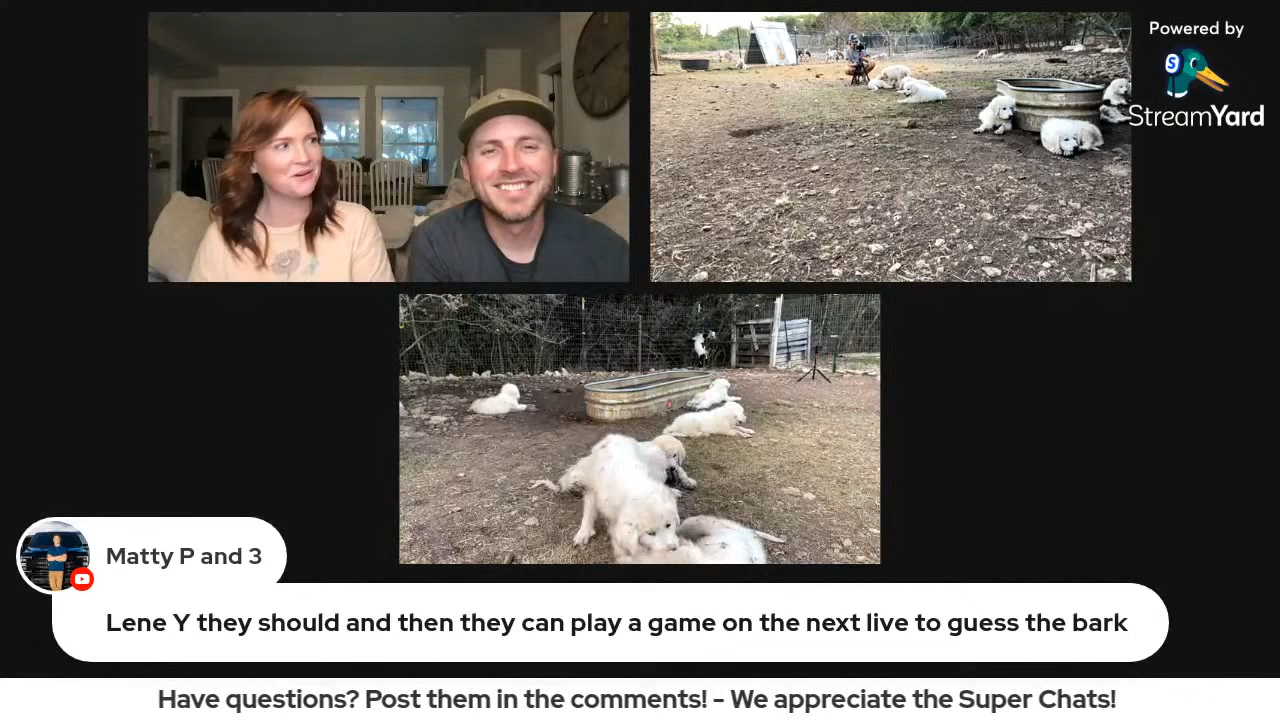 Powered by
S
StreamYard
Matty P and 3
Lene Y they should and then they can play a game on the next live to guess the bark
Have questions? Post them in the comments! - We appreciate the Super Chats!